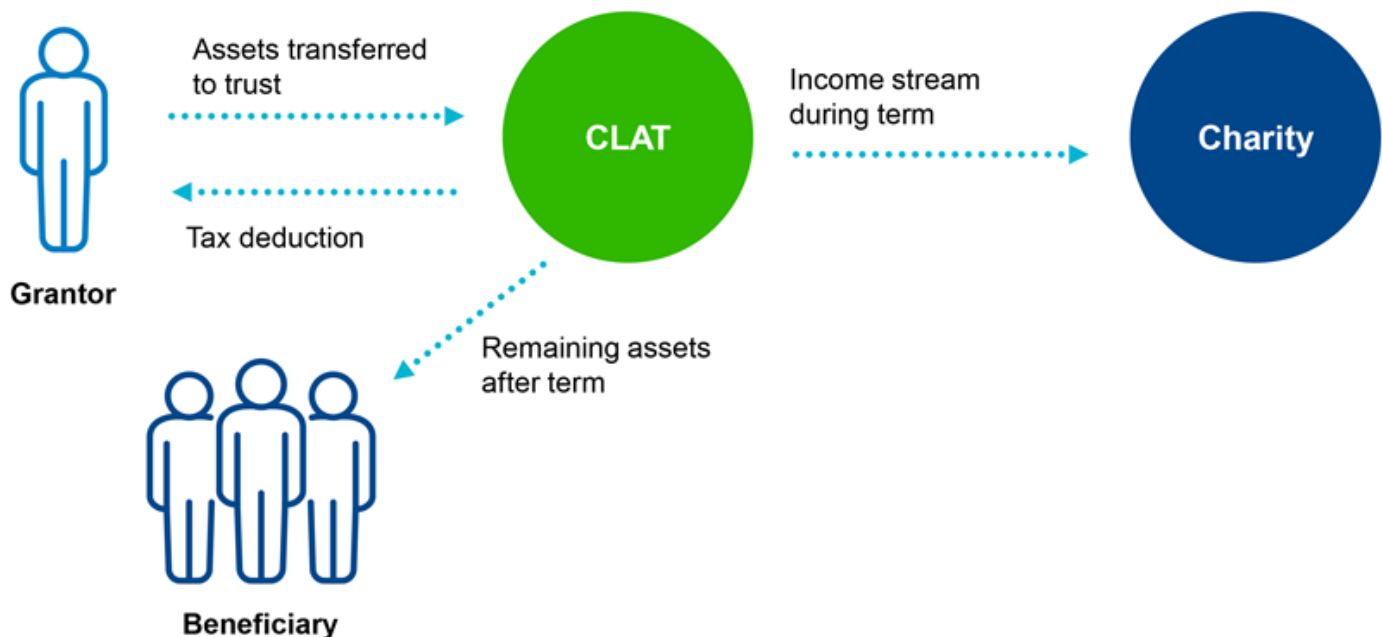 Assets transferred
to trust
Income stream
during term
CLAT
Charity
Tax deduction
Grantor
Remaining assets
after term
Beneficiary